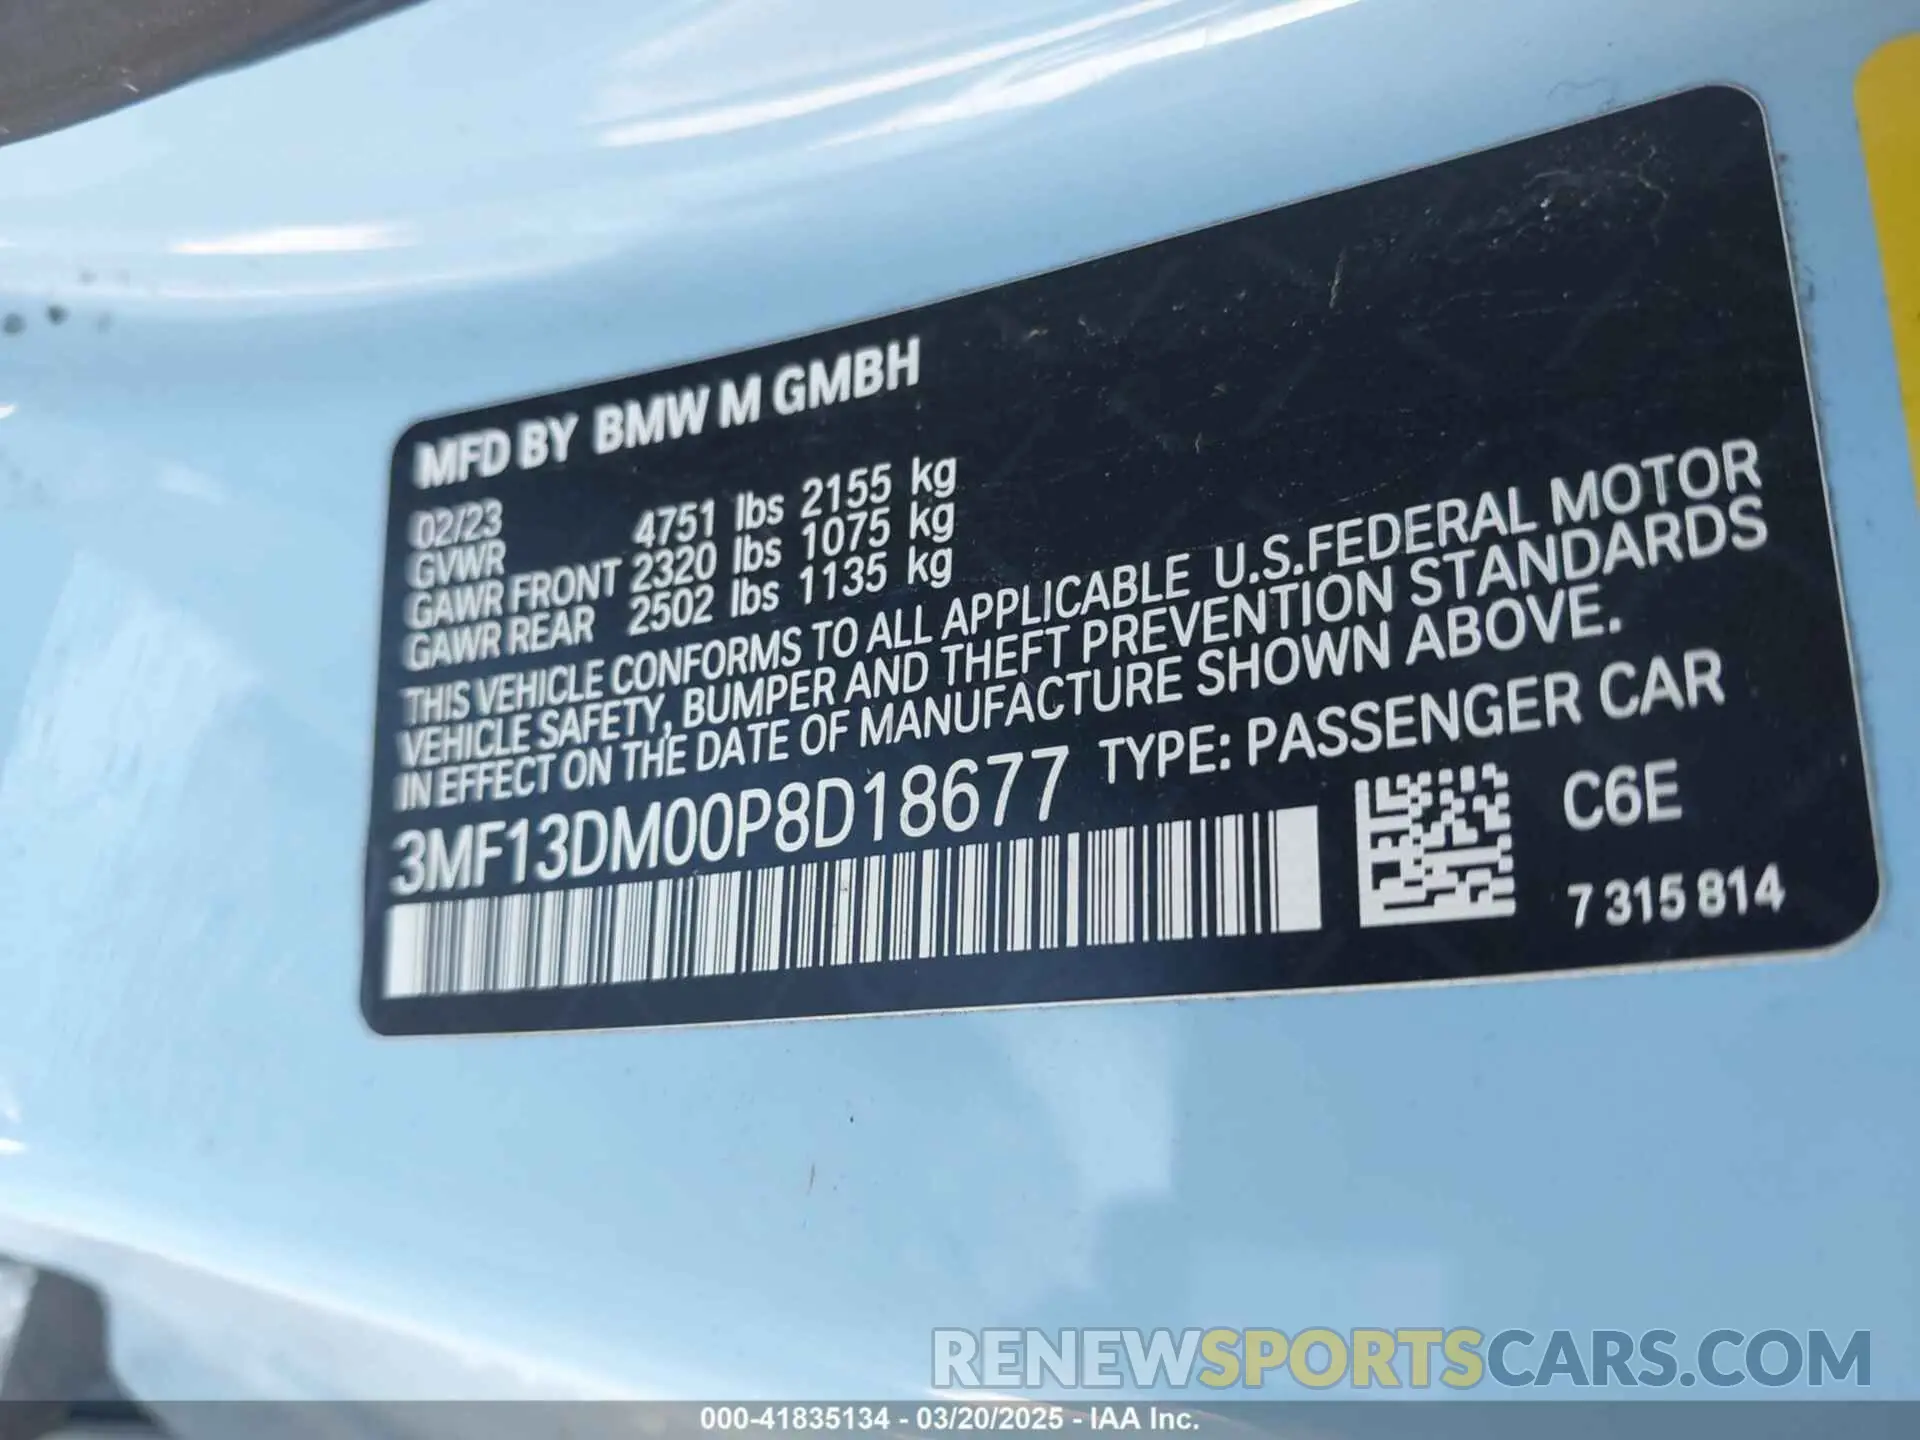 MFD BY BMW M GMBH
02/23
GVWR 4751 lbs 2155 kg
GAWR FRONT 2320 lbs 1075 kg
GAWR REAR 2502 lbs 1135 kg
THIS VEHICLE CONFORMS TO ALL APPLICABLE U.S.FEDERAL MOTOR
VEHICLE SAFETY, BUMPER AND THEFT PREVENTION STANDARDS
IN EFFECT ON THE DATE OF MANUFACTURE SHOWN ABOVE.
3MF13DM00P8D18677 TYPE: PASSENGER CAR
C6E
7 315 814
RENEWSPORTSCARS.COM
000-41835134 - 03/20/2025 - IAA Inc.